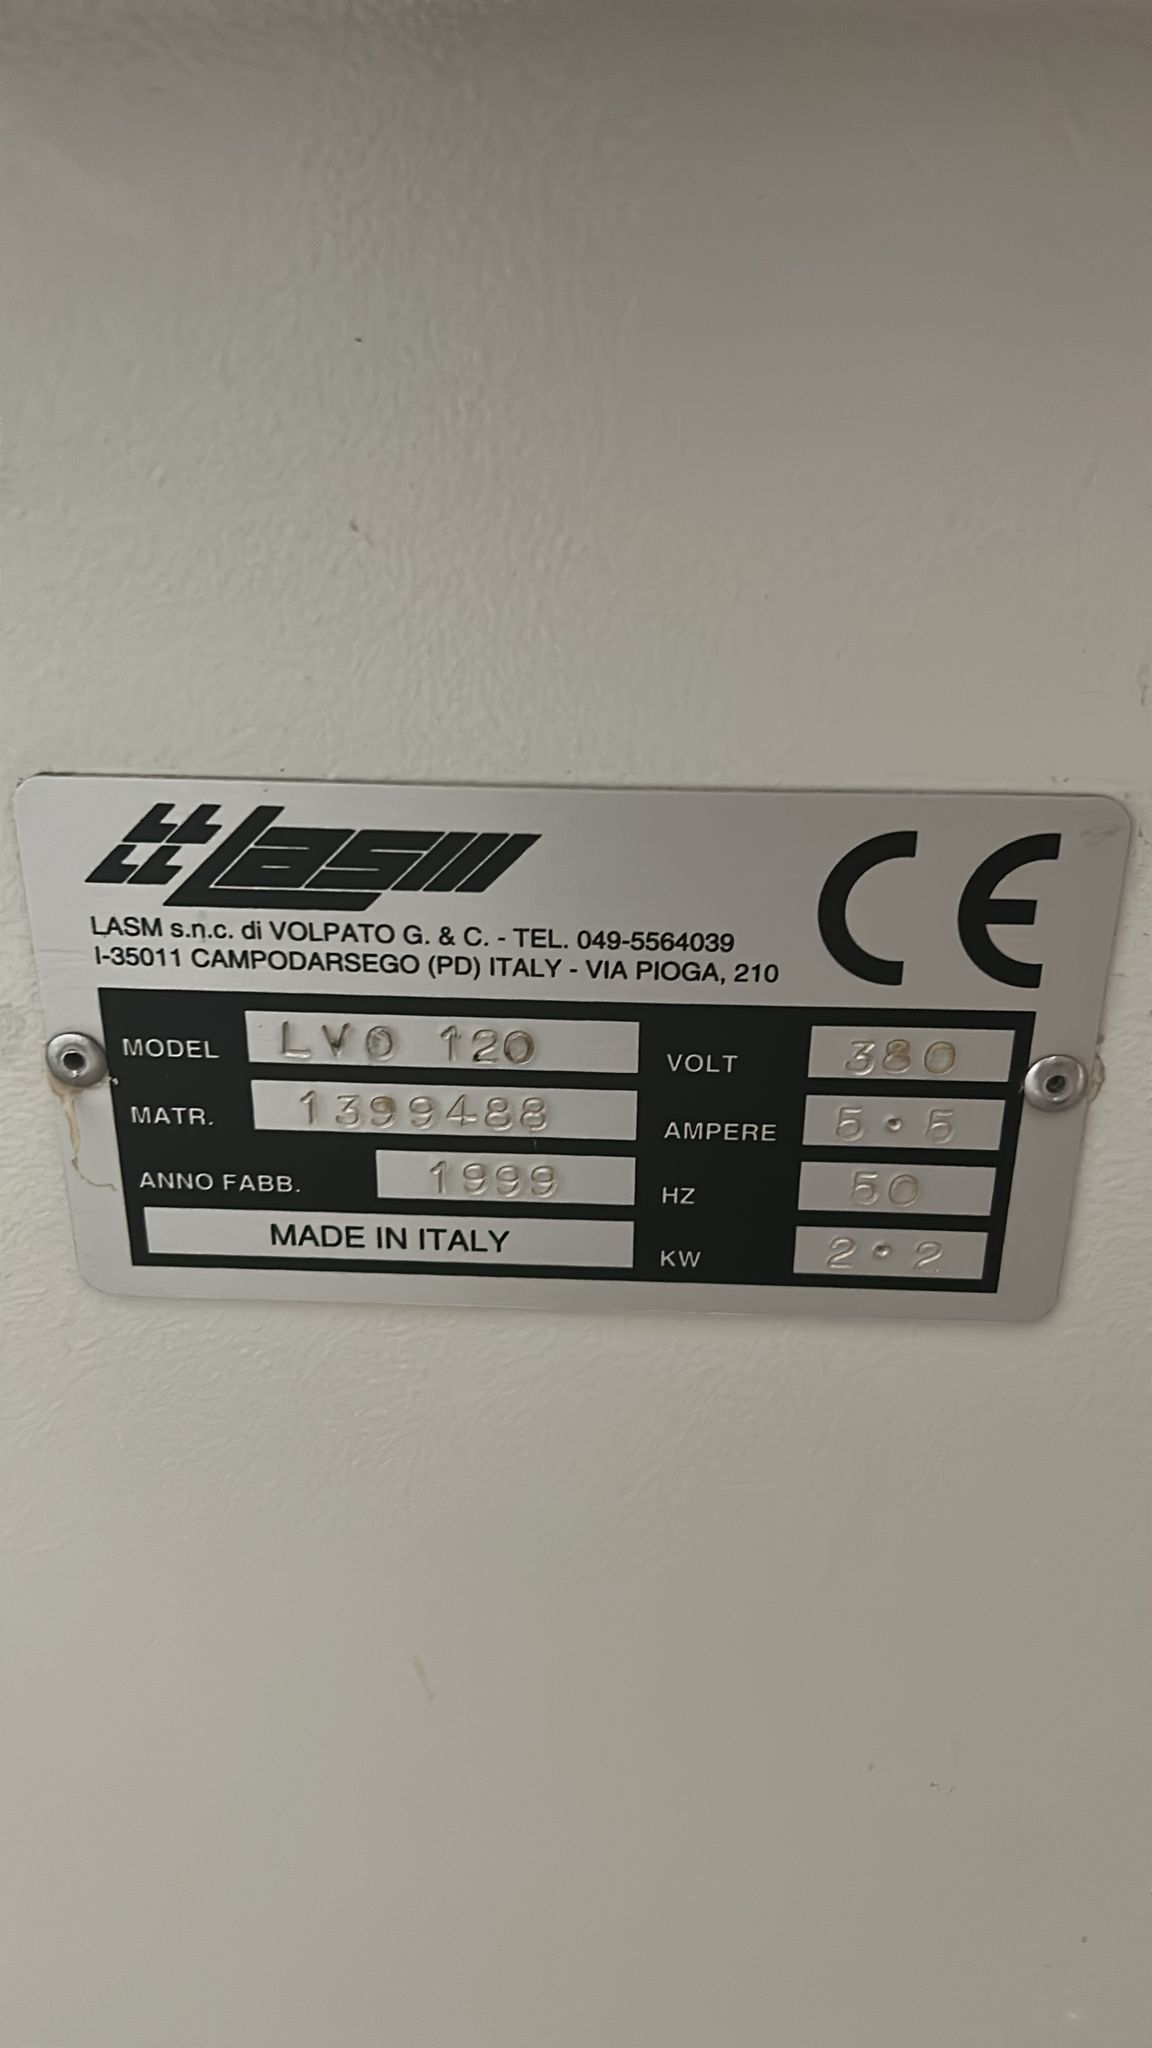 Lasm
CE
LASM s.n.c. di VOLPATO G. & C. - TEL. 049-5564039
I-35011 CAMPODARSEGO (PD) ITALY - VIA PIOGA, 210
MODEL LVO 120
MATR. 1399488
ANNO FABB. 1999
MADE IN ITALY
VOLT 380
AMPERE 5.5
HZ 50
KW 2.2